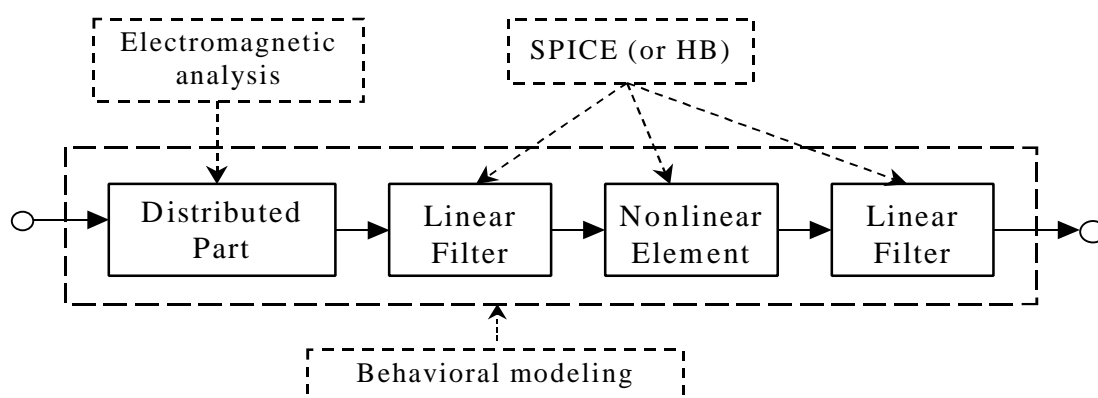 Electromagnetic
analysis
SPICE (or HB)
Distributed
Part
Linear
Filter
Nonlinear
Element
Linear
Filter
Behavioral modeling